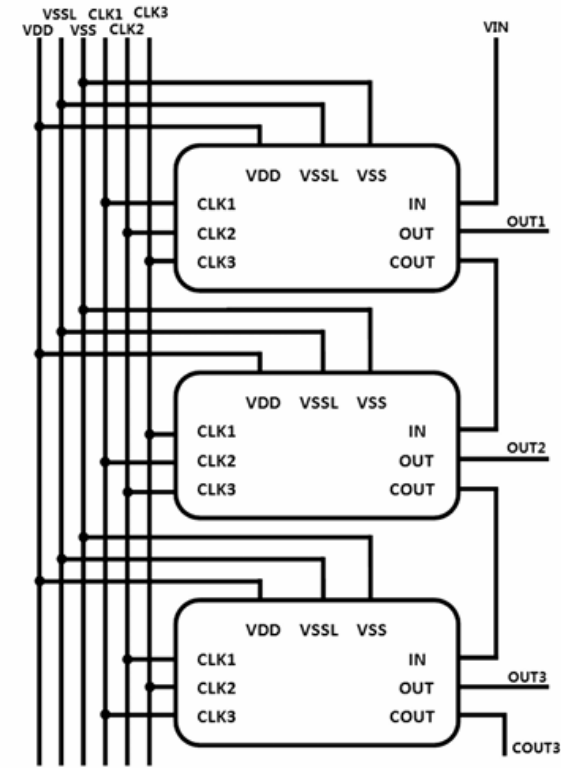 VSSL CLK1 CLK3
VDD VSS CLK2 VIN
VDD VSSL VSS
CLK1 IN
OUT1
CLK2 OUT
CLK3 COUT
VDD VSSL VSS
CLK1 IN
OUT2
CLK2 OUT
CLK3 COUT
VDD VSSL VSS
CLK1 IN
OUT3
CLK2 OUT
CLK3 COUT
COUT3